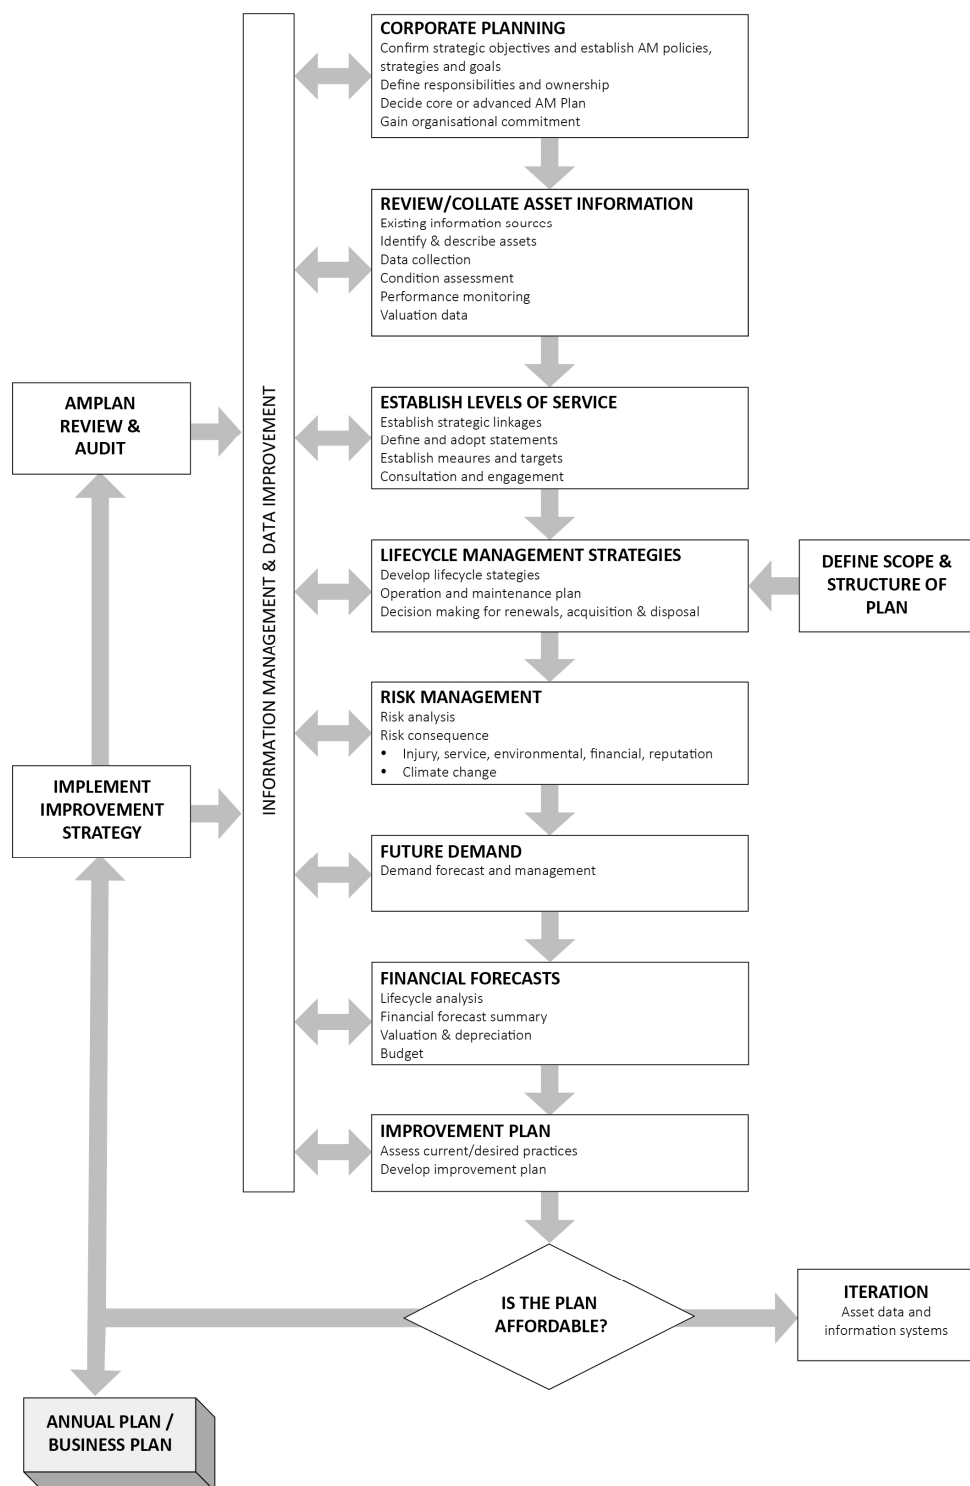 CORPORATE PLANNING
Confirm strategic objectives and establish AM policies,
strategies and goals
Define responsibilities and ownership
Decide core or advanced AM Plan
Gain organisational commitment
REVIEW/COLLATE ASSET INFORMATION
Existing information sources
Identify & describe assets
Data collection
Condition assessment
Performance monitoring
Valuation data
ESTABLISH LEVELS OF SERVICE
Establish strategic linkages
Define and adopt statements
Establish meaures and targets
Consultation and engagement
AMPLAN
REVIEW &
AUDIT
INFORMATION MANAGEMENT & DATA IMPROVEMENT
LIFECYCLE MANAGEMENT STRATEGIES
Develop lifecycle stategies
Operation and maintenance plan
Decision making for renewals, acquisition & disposal
DEFINE SCOPE &
STRUCTURE OF
PLAN
RISK MANAGEMENT
Risk analysis
Risk consequence
• Injury, service, environmental, financial, reputation
• Climate change
IMPLEMENT
IMPROVEMENT
STRATEGY
FUTURE DEMAND
Demand forecast and management
FINANCIAL FORECASTS
Lifecycle analysis
Financial forecast summary
Valuation & depreciation
Budget
IMPROVEMENT PLAN
Assess current/desired practices
Develop improvement plan
IS THE PLAN
AFFORDABLE?
ITERATION
Asset data and
information systems
ANNUAL PLAN /
BUSINESS PLAN